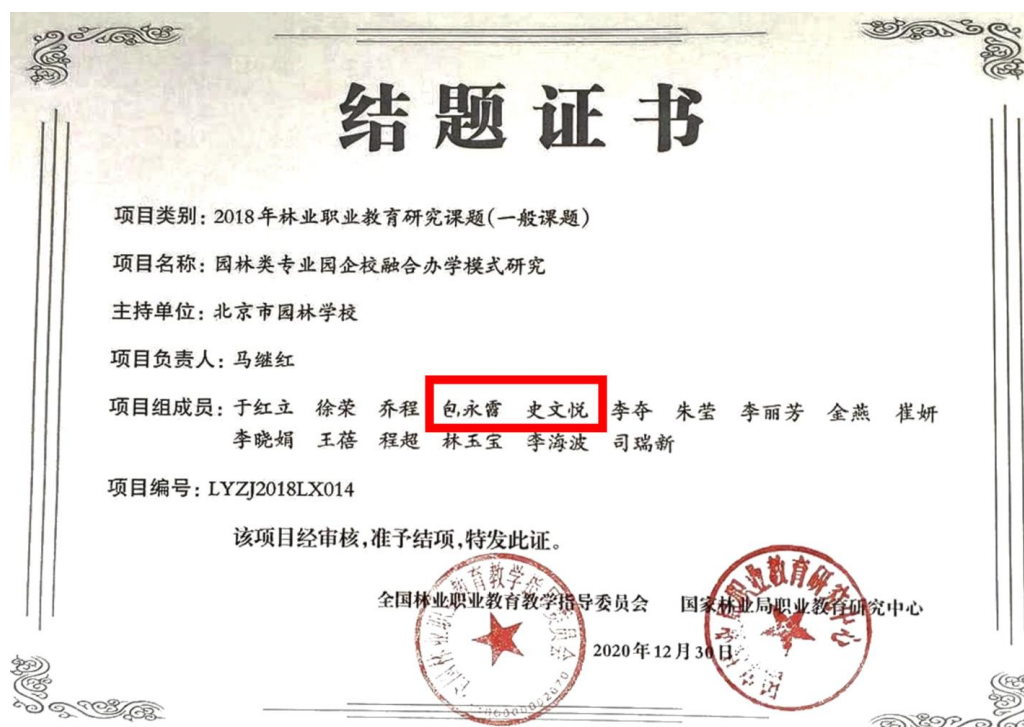 结题证书
项目类别：2018年林业职业教育研究课题（一般课题）
项目名称：园林类专业园企校融合办学模式研究
主持单位：北京市园林学校
项目负责人：马继红
项目组成员：于红立 徐荣 乔程 包永霄 史文悦 李夺 朱莹 李丽芳 金燕 崔妍
李晓娟 王蓓 程超 林玉宝 李海波 司瑞新
项目编号：LYZJ2018LX014
该项目经审核，准予结项，特发此证。
全国林业职业教育教学指导委员会 国家林业局职业教育研究中心
2020年12月30日